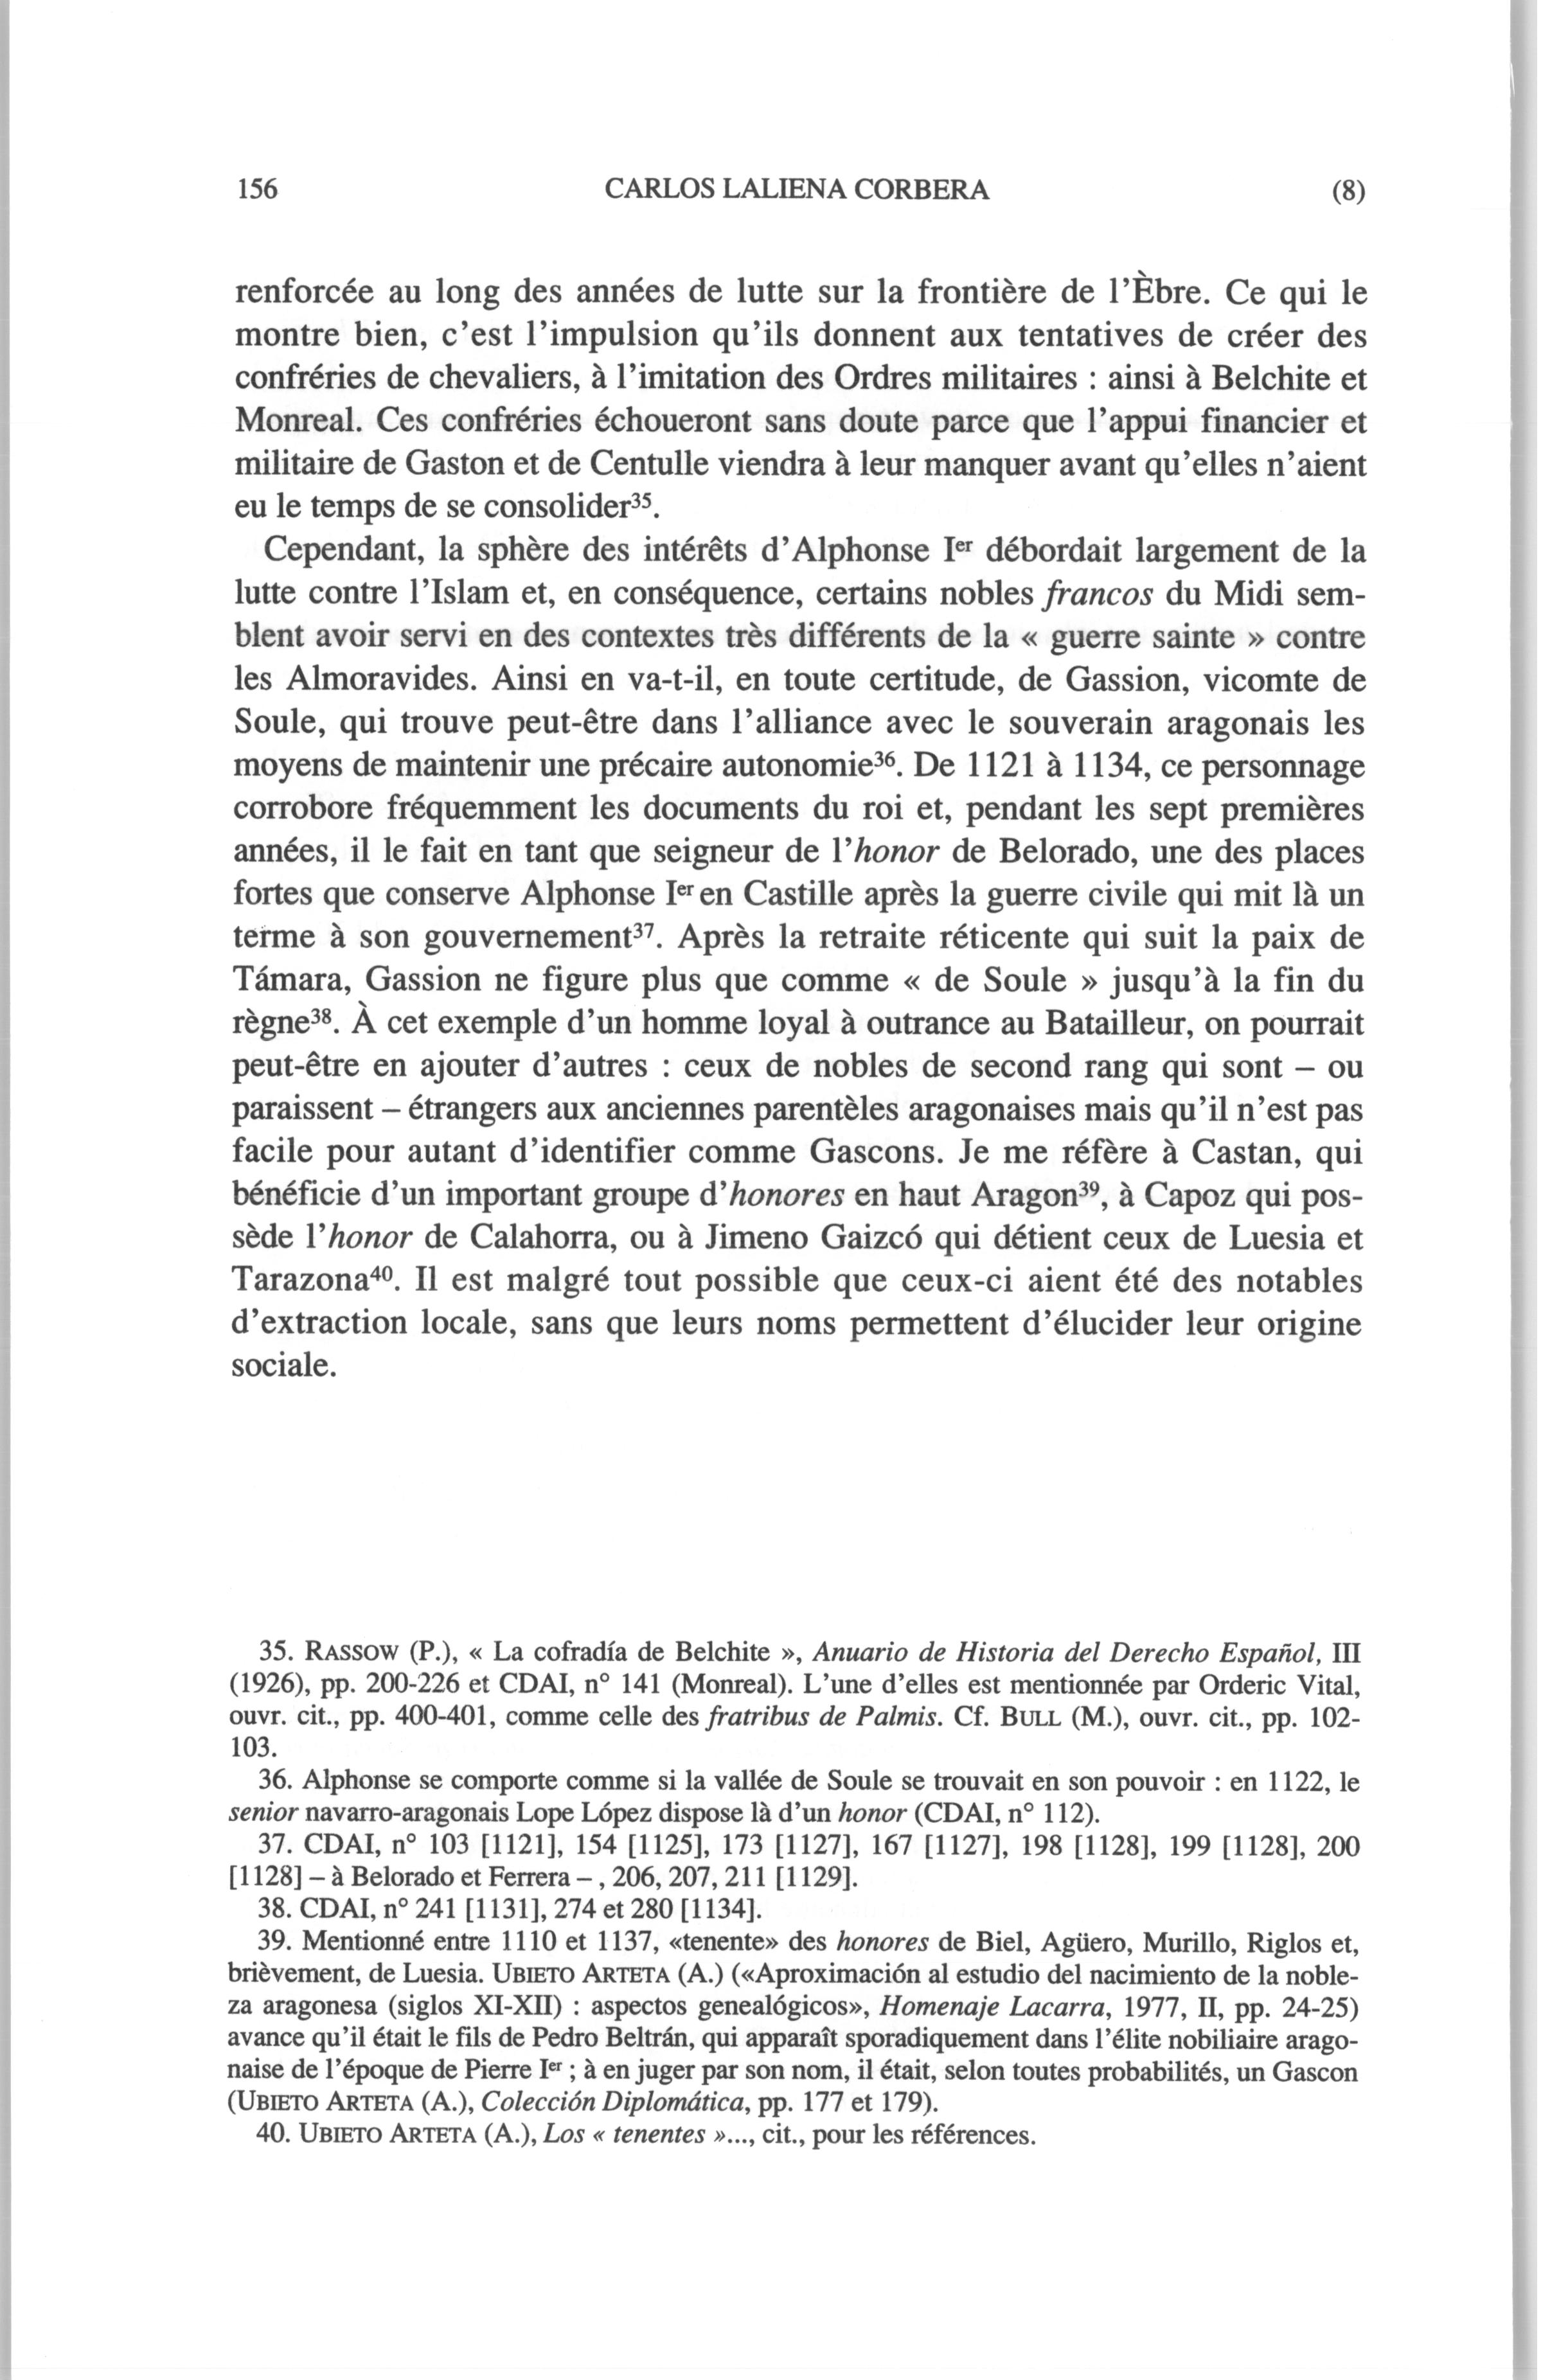 156
CARLOS LALIENA CORBERA
(8)
renforcée au long des années de lutte sur la frontière de l'Èbre. Ce qui le
montre bien, c'est l'impulsion qu'ils donnent aux tentatives de créer des
confréries de chevaliers, à l'imitation des Ordres militaires : ainsi à Belchite et
Monreal. Ces confréries échoueront sans doute parce que l'appui financier et
militaire de Gaston et de Centulle viendra à leur manquer avant qu'elles n'aient
eu le temps de se consolider³⁵.
Cependant, la sphère des intérêts d'Alphonse Iᵉʳ débordait largement de la
lutte contre l'Islam et, en conséquence, certains nobles francos du Midi sem-
blent avoir servi en des contextes très différents de la « guerre sainte » contre
les Almoravides. Ainsi en va-t-il, en toute certitude, de Gassion, vicomte de
Soule, qui trouve peut-être dans l'alliance avec le souverain aragonais les
moyens de maintenir une précaire autonomie³⁶. De 1121 à 1134, ce personnage
corrobore fréquemment les documents du roi et, pendant les sept premières
années, il le fait en tant que seigneur de l'honor de Belorado, une des places
fortes que conserve Alphonse Iᵉʳ en Castille après la guerre civile qui mit là un
terme à son gouvernement³⁷. Après la retraite réticente qui suit la paix de
Támara, Gassion ne figure plus que comme « de Soule » jusqu'à la fin du
règne³⁸. À cet exemple d'un homme loyal à outrance au Batailleur, on pourrait
peut-être en ajouter d'autres : ceux de nobles de second rang qui sont – ou
paraissent – étrangers aux anciennes parentèles aragonaises mais qu'il n'est pas
facile pour autant d'identifier comme Gascons. Je me réfère à Castan, qui
bénéficie d'un important groupe d'honores en haut Aragon³⁹, à Capoz qui pos-
sède l'honor de Calahorra, ou à Jimeno Gaizcó qui détient ceux de Luesia et
Tarazona⁴⁰. Il est malgré tout possible que ceux-ci aient été des notables
d'extraction locale, sans que leurs noms permettent d'élucider leur origine
sociale.
35. RASSOW (P.), « La cofradía de Belchite », Anuario de Historia del Derecho Español, III
(1926), pp. 200-226 et CDAI, n° 141 (Monreal). L'une d'elles est mentionnée par Orderic Vital,
ouvr. cit., pp. 400-401, comme celle des fratribus de Palmis. Cf. BULL (M.), ouvr. cit., pp. 102-
103.
36. Alphonse se comporte comme si la vallée de Soule se trouvait en son pouvoir : en 1122, le
senior navarro-aragonais Lope López dispose là d'un honor (CDAI, n° 112).
37. CDAI, n° 103 [1121], 154 [1125], 173 [1127], 167 [1127], 198 [1128], 199 [1128], 200
[1128] – à Belorado et Ferrera – , 206, 207, 211 [1129].
38. CDAI, n° 241 [1131], 274 et 280 [1134].
39. Mentionné entre 1110 et 1137, «tenente» des honores de Biel, Agüero, Murillo, Riglos et,
brièvement, de Luesia. UBIETO ARTETA (A.) («Aproximación al estudio del nacimiento de la noble-
za aragonesa (siglos XI-XII) : aspectos genealógicos», Homenaje Lacarra, 1977, II, pp. 24-25)
avance qu'il était le fils de Pedro Beltrán, qui apparaît sporadiquement dans l'élite nobiliaire arago-
naise de l'époque de Pierre Iᵉʳ ; à en juger par son nom, il était, selon toutes probabilités, un Gascon
(UBIETO ARTETA (A.), Colección Diplomática, pp. 177 et 179).
40. UBIETO ARTETA (A.), Los « tenentes »..., cit., pour les références.